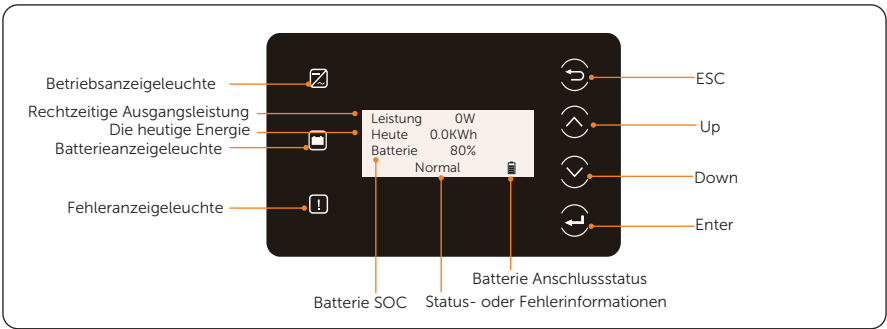 Betriebsanzeigeleuchte
Rechtzeitige Ausgangsleistung
Die heutige Energie
Batterieanzeigeleuchte
Fehleranzeigeleuchte
Leistung 0W
Heute 0.0KWh
Batterie 80%
Normal
ESC
Up
Down
Enter
Batterie Anschlussstatus
Batterie SOC
Status- oder Fehlerinformationen